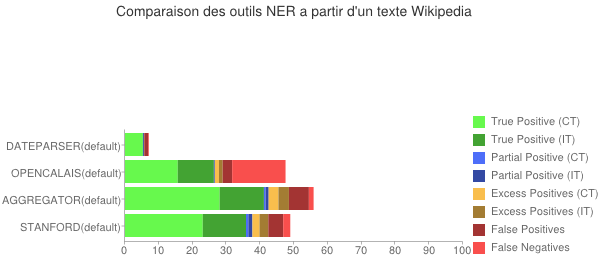 Comparaison des outils NER a partir d'un texte Wikipedia
DATEPARSER(default)
OPENCALAIS(default)
AGGREGATOR(default)
STANFORD(default)
0 10 20 30 40 50 60 70 80 90 100
True Positive (CT)
True Positive (IT)
Partial Positive (CT)
Partial Positive (IT)
Excess Positives (CT)
Excess Positives (IT)
False Positives
False Negatives